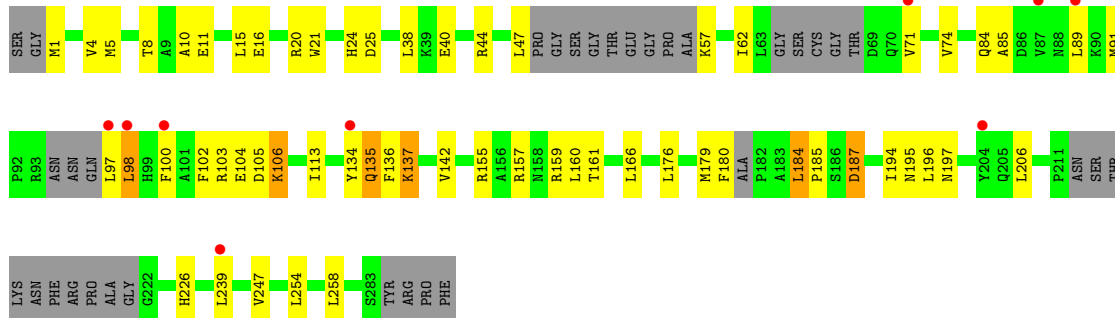 SER GLY M1 V4 M5 T8 A9 A10 E11 L15 E16 R20 W21 H24 D25 L38 K39 E40 R44 L47 PRO GLY SER GLY THR GLU GLY PRO ALA K57 I62 L63 GLY SER CYS GLY THR D69 Q70 V71 V74 Q84 A85 D86 V87 N88 L89 K90 M91
P92 R93 ASN ASN GLN L97 L98 H99 F100 A101 F102 R103 E104 D105 K106 I113 Y134 Q135 F136 K137 V142 R155 A156 R157 N158 R159 L160 T161 L166 L176 M179 F180 ALA P182 A183 L184 P185 S186 D187 I194 N195 L196 N197 Y204 Q205 L206 P211 ASN SER THR
LYS ASN PHE ARG PRO ALA GLY G222 H226 L239 V247 L254 L258 S283 TYR ARG PRO PHE